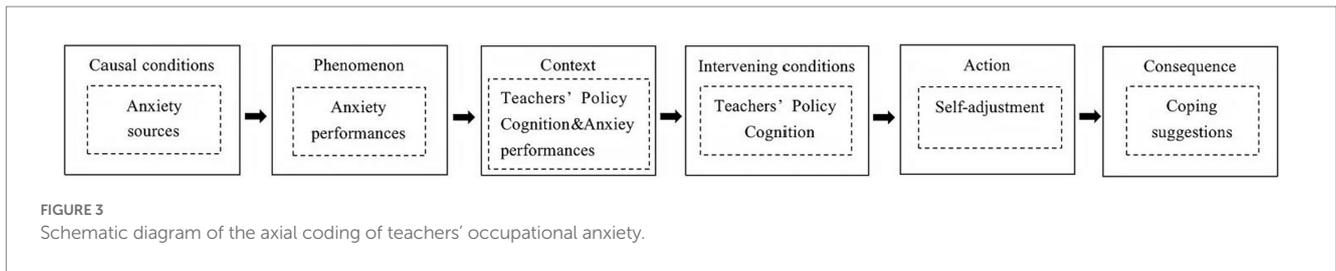 Causal conditions
Anxiety
sources
Phenomenon
Anxiety
performances
Context
Teachers' Policy
Cognition&Anxiey
performances
Intervening conditions
Teachers' Policy
Cognition
Action
Self-adjustment
Consequence
Coping
suggestions
FIGURE 3
Schematic diagram of the axial coding of teachers' occupational anxiety.